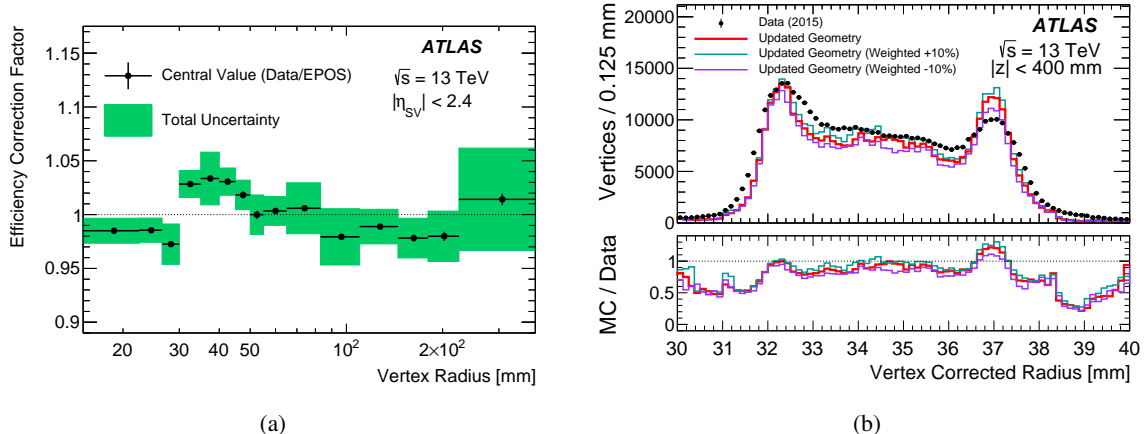 ATLAS
Central Value (Data/EPOS)
√s = 13 TeV
|η_SV| < 2.4
Total Uncertainty
Efficiency Correction Factor
1.15
1.1
1.05
1
0.95
0.9
20 30 40 50 10² 2×10²
Vertex Radius [mm]
(a)
Data (2015)
Updated Geometry
Updated Geometry (Weighted +10%)
Updated Geometry (Weighted -10%)
ATLAS
√s = 13 TeV
|z| < 400 mm
Vertices / 0.125 mm
20000
15000
10000
5000
0
MC / Data
1
0.5
0
30 31 32 33 34 35 36 37 38 39 40
Vertex Corrected Radius [mm]
(b)